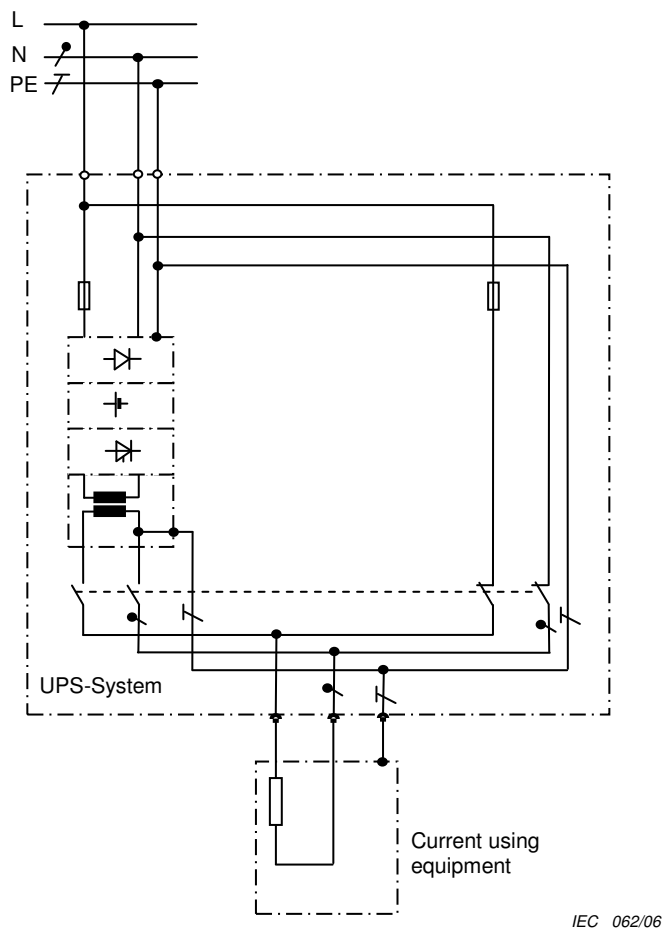 L
N
PE
UPS-System
Current using
equipment
IEC 062/06